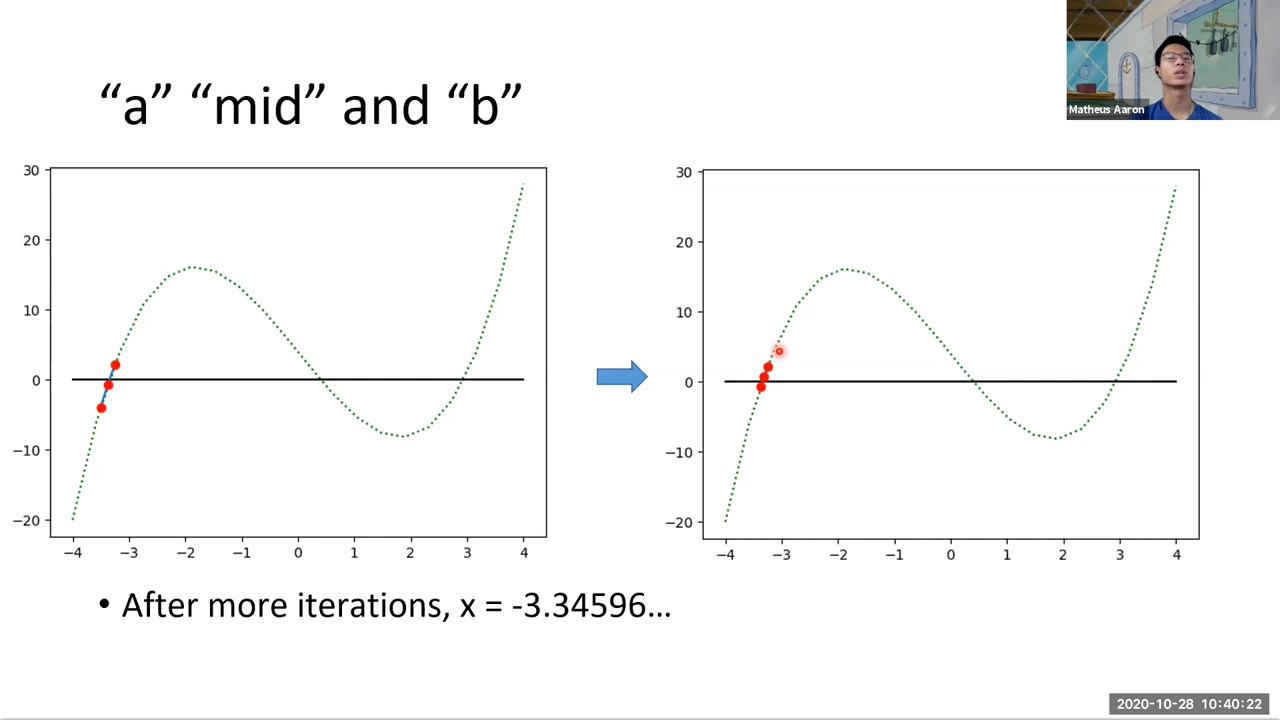 “a” “mid” and “b”
Matheus Aaron
30
20
10
0
−10
−20
−4 −3 −2 −1 0 1 2 3 4
30
20
10
0
−10
−20
−4 −3 −2 −1 0 1 2 3 4
• After more iterations, x = -3.34596…
2020-10-28 10:40:22